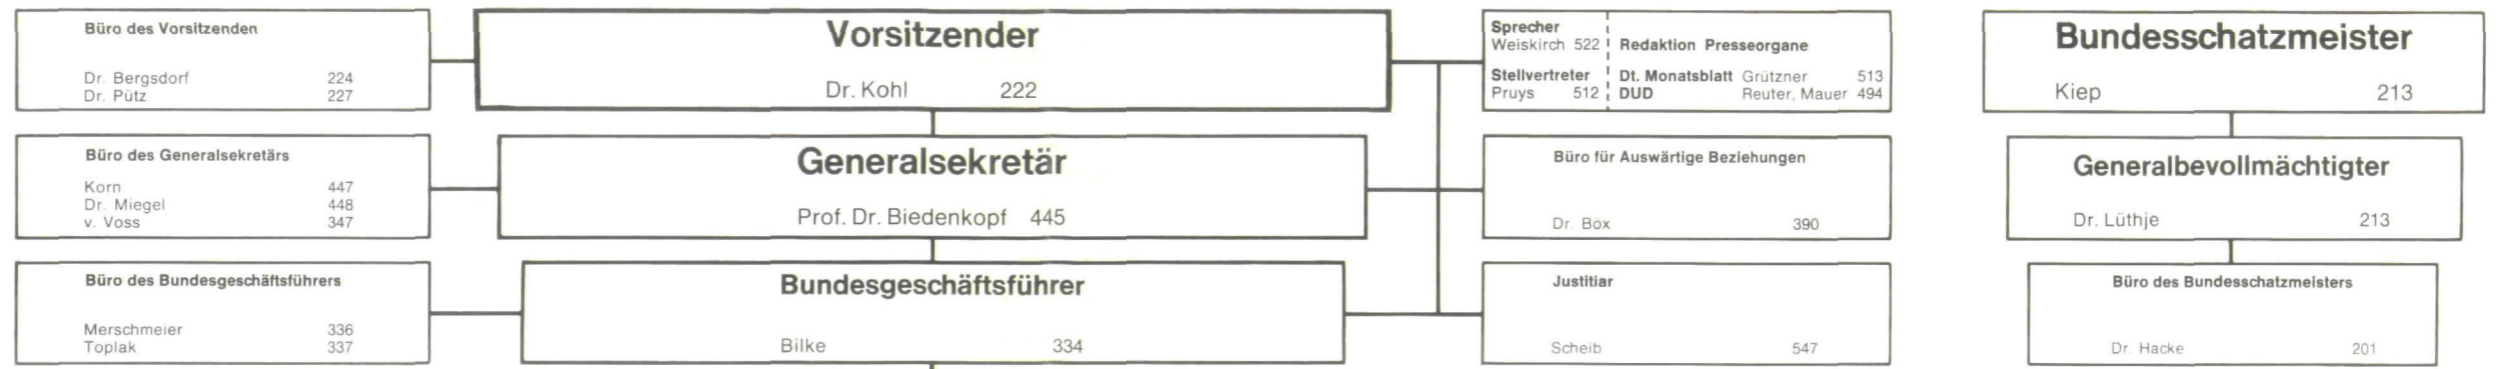 Büro des Vorsitzenden
Dr. Bergsdorf 224
Dr. Pütz 227
Vorsitzender
Dr. Kohl 222
Sprecher
Weiskirch 522
Stellvertreter
Pruys 512
Redaktion Presseorgane
Dt. Monatsblatt Grützner 513
DUD Reuter, Mauer 494
Bundesschatzmeister
Kiep 213
Büro des Generalsekretärs
Korn 447
Dr. Miegel 448
v. Voss 347
Generalsekretär
Prof. Dr. Biedenkopf 445
Büro für Auswärtige Beziehungen
Dr. Böx 390
Generalbevollmächtigter
Dr. Lüthje 213
Büro des Bundesgeschäftsführers
Merschmeier 336
Toplak 337
Bundesgeschäftsführer
Bilke 334
Justitiar
Scheib 547
Büro des Bundesschatzmeisters
Dr. Hacke 201